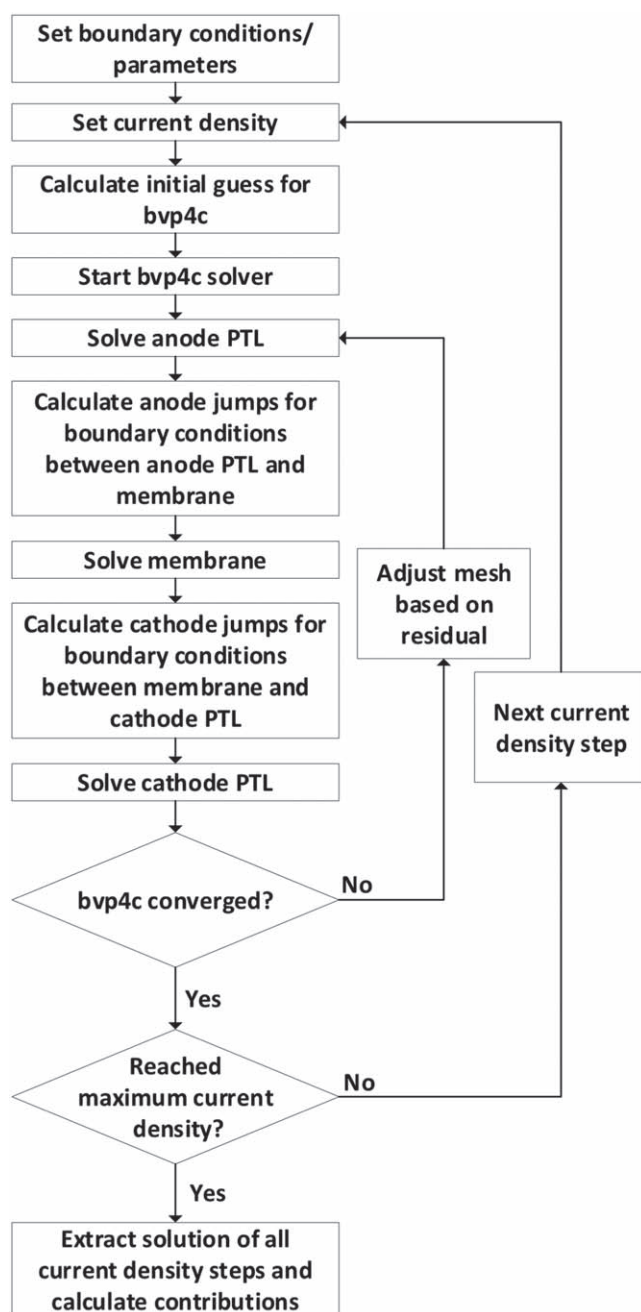 Set boundary conditions/
parameters
Set current density
Calculate initial guess for
bvp4c
Start bvp4c solver
Solve anode PTL
Calculate anode jumps for
boundary conditions
between anode PTL and
membrane
Solve membrane
Calculate cathode jumps for
boundary conditions
between membrane and
cathode PTL
Solve cathode PTL
bvp4c converged?
No
Adjust mesh
based on
residual
Yes
Reached
maximum current
density?
No
Next current
density step
Yes
Extract solution of all
current density steps and
calculate contributions